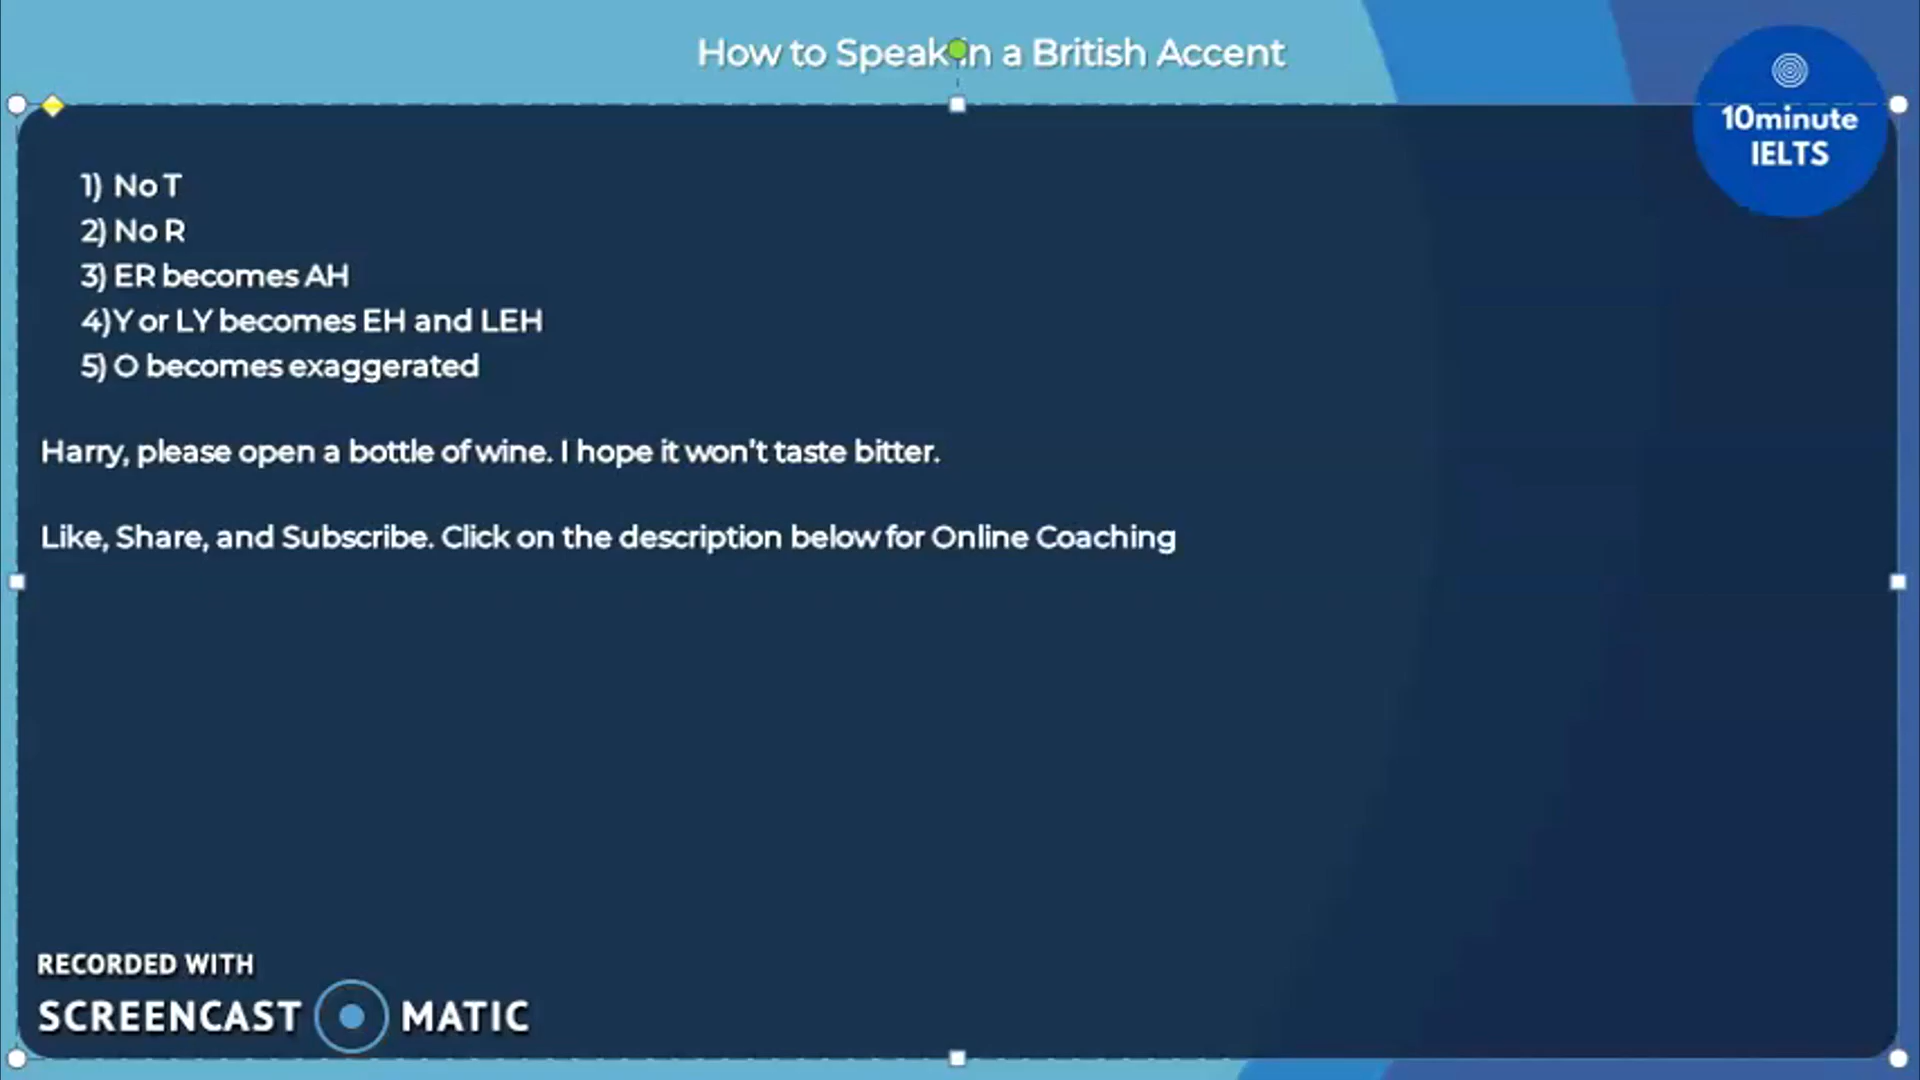 How to Speak in a British Accent
10minute
IELTS
1) No T
2) No R
3) ER becomes AH
4)Y or LY becomes EH and LEH
5) O becomes exaggerated
Harry, please open a bottle of wine. I hope it won't taste bitter.
Like, Share, and Subscribe. Click on the description below for Online Coaching
RECORDED WITH
SCREENCAST MATIC